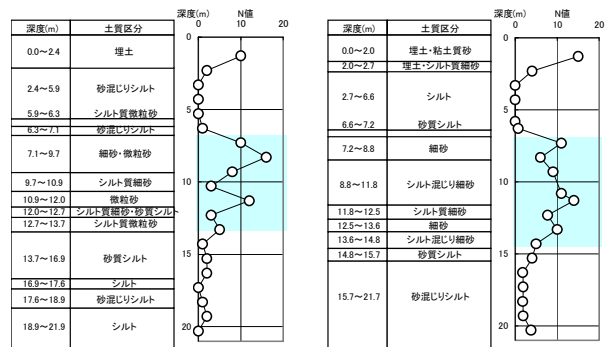 深度(m) N値
深度(m) 土質区分 0 10 20
0.0～2.4 埋土
2.4～5.9 砂混じりシルト
5.9～6.3 シルト質微粒砂
6.3～7.1 砂混じりシルト
7.1～9.7 細砂・微粒砂
9.7～10.9 シルト質細砂
10.9～12.0 微粒砂
12.0～12.7 シルト質細砂・砂質シルト
12.7～13.7 シルト質微粒砂
13.7～16.9 砂質シルト
16.9～17.6 シルト
17.6～18.9 砂混じりシルト
18.9～21.9 シルト
0
5
10
15
20
深度(m) N値
深度(m) 土質区分 0 10 20
0.0～2.0 埋土・粘土質砂
2.0～2.7 埋土・シルト質細砂
2.7～6.6 シルト
6.6～7.2 砂質シルト
7.2～8.8 細砂
8.8～11.8 シルト混じり細砂
11.8～12.5 シルト質細砂
12.5～13.6 細砂
13.6～14.8 シルト混じり細砂
14.8～15.7 砂質シルト
15.7～21.7 砂混じりシルト
0
5
10
15
20